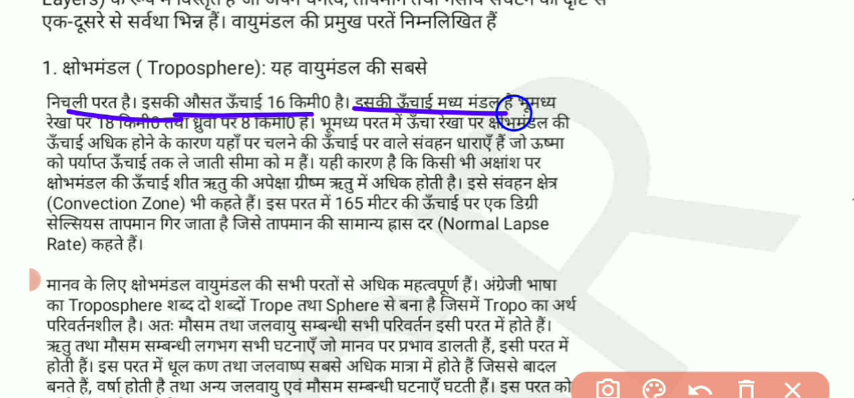 एक-दूसरे से सर्वथा भिन्न हैं। वायुमंडल की प्रमुख परतें निम्नलिखित हैं
1. क्षोभमंडल ( Troposphere): यह वायुमंडल की सबसे
निचली परत है। इसकी औसत ऊँचाई 16 किमी0 है। इसकी ऊँचाई मध्य मंडल है भूमध्य
रेखा पर 18 किमी0 तथा ध्रुवों पर 8 किमी0 है। भूमध्य परत में ऊँचा रेखा पर क्षोभमंडल की
ऊँचाई अधिक होने के कारण यहाँ पर चलने की ऊँचाई पर वाले संवहन धाराएँ हैं जो ऊष्मा
को पर्याप्त ऊँचाई तक ले जाती सीमा को म हैं। यही कारण है कि किसी भी अक्षांश पर
क्षोभमंडल की ऊँचाई शीत ऋतु की अपेक्षा ग्रीष्म ऋतु में अधिक होती है। इसे संवहन क्षेत्र
(Convection Zone) भी कहते हैं। इस परत में 165 मीटर की ऊँचाई पर एक डिग्री
सेल्सियस तापमान गिर जाता है जिसे तापमान की सामान्य ह्रास दर (Normal Lapse
Rate) कहते हैं।
मानव के लिए क्षोभमंडल वायुमंडल की सभी परतों से अधिक महत्वपूर्ण हैं। अंग्रेजी भाषा
का Troposphere शब्द दो शब्दों Trope तथा Sphere से बना है जिसमें Tropo का अर्थ
परिवर्तनशील है। अतः मौसम तथा जलवायु सम्बन्धी सभी परिवर्तन इसी परत में होते हैं।
ऋतु तथा मौसम सम्बन्धी लगभग सभी घटनाएँ जो मानव पर प्रभाव डालती हैं, इसी परत में
होती हैं। इस परत में धूल कण तथा जलवाष्प सबसे अधिक मात्रा में होते हैं जिससे बादल
बनते हैं, वर्षा होती है तथा अन्य जलवायु एवं मौसम सम्बन्धी घटनाएँ घटती हैं। इस परत को